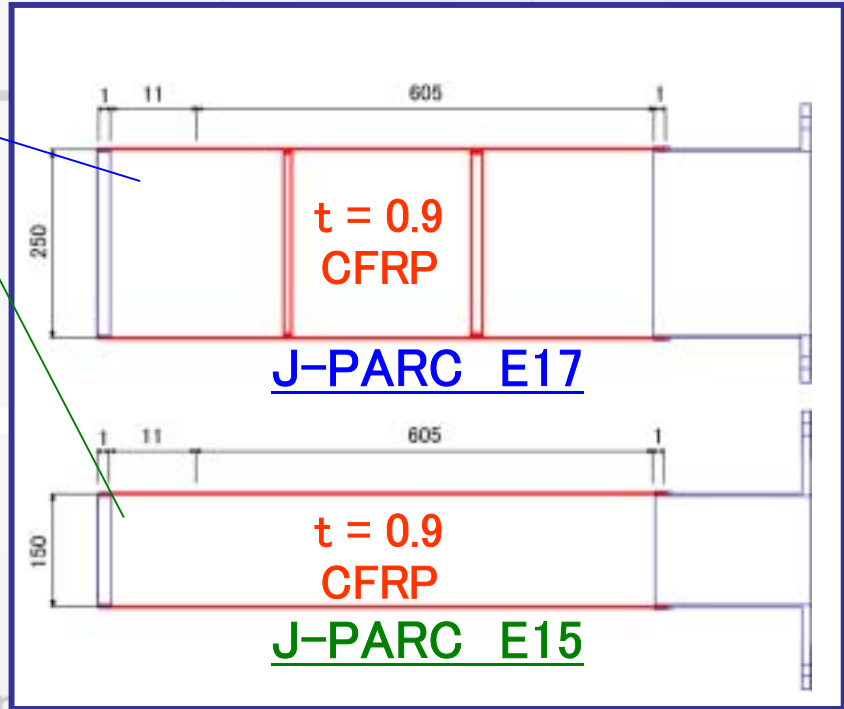 1 11 605 1
250
t = 0.9
CFRP
J-PARC E17
1 11 605 1
150
t = 0.9
CFRP
J-PARC E15